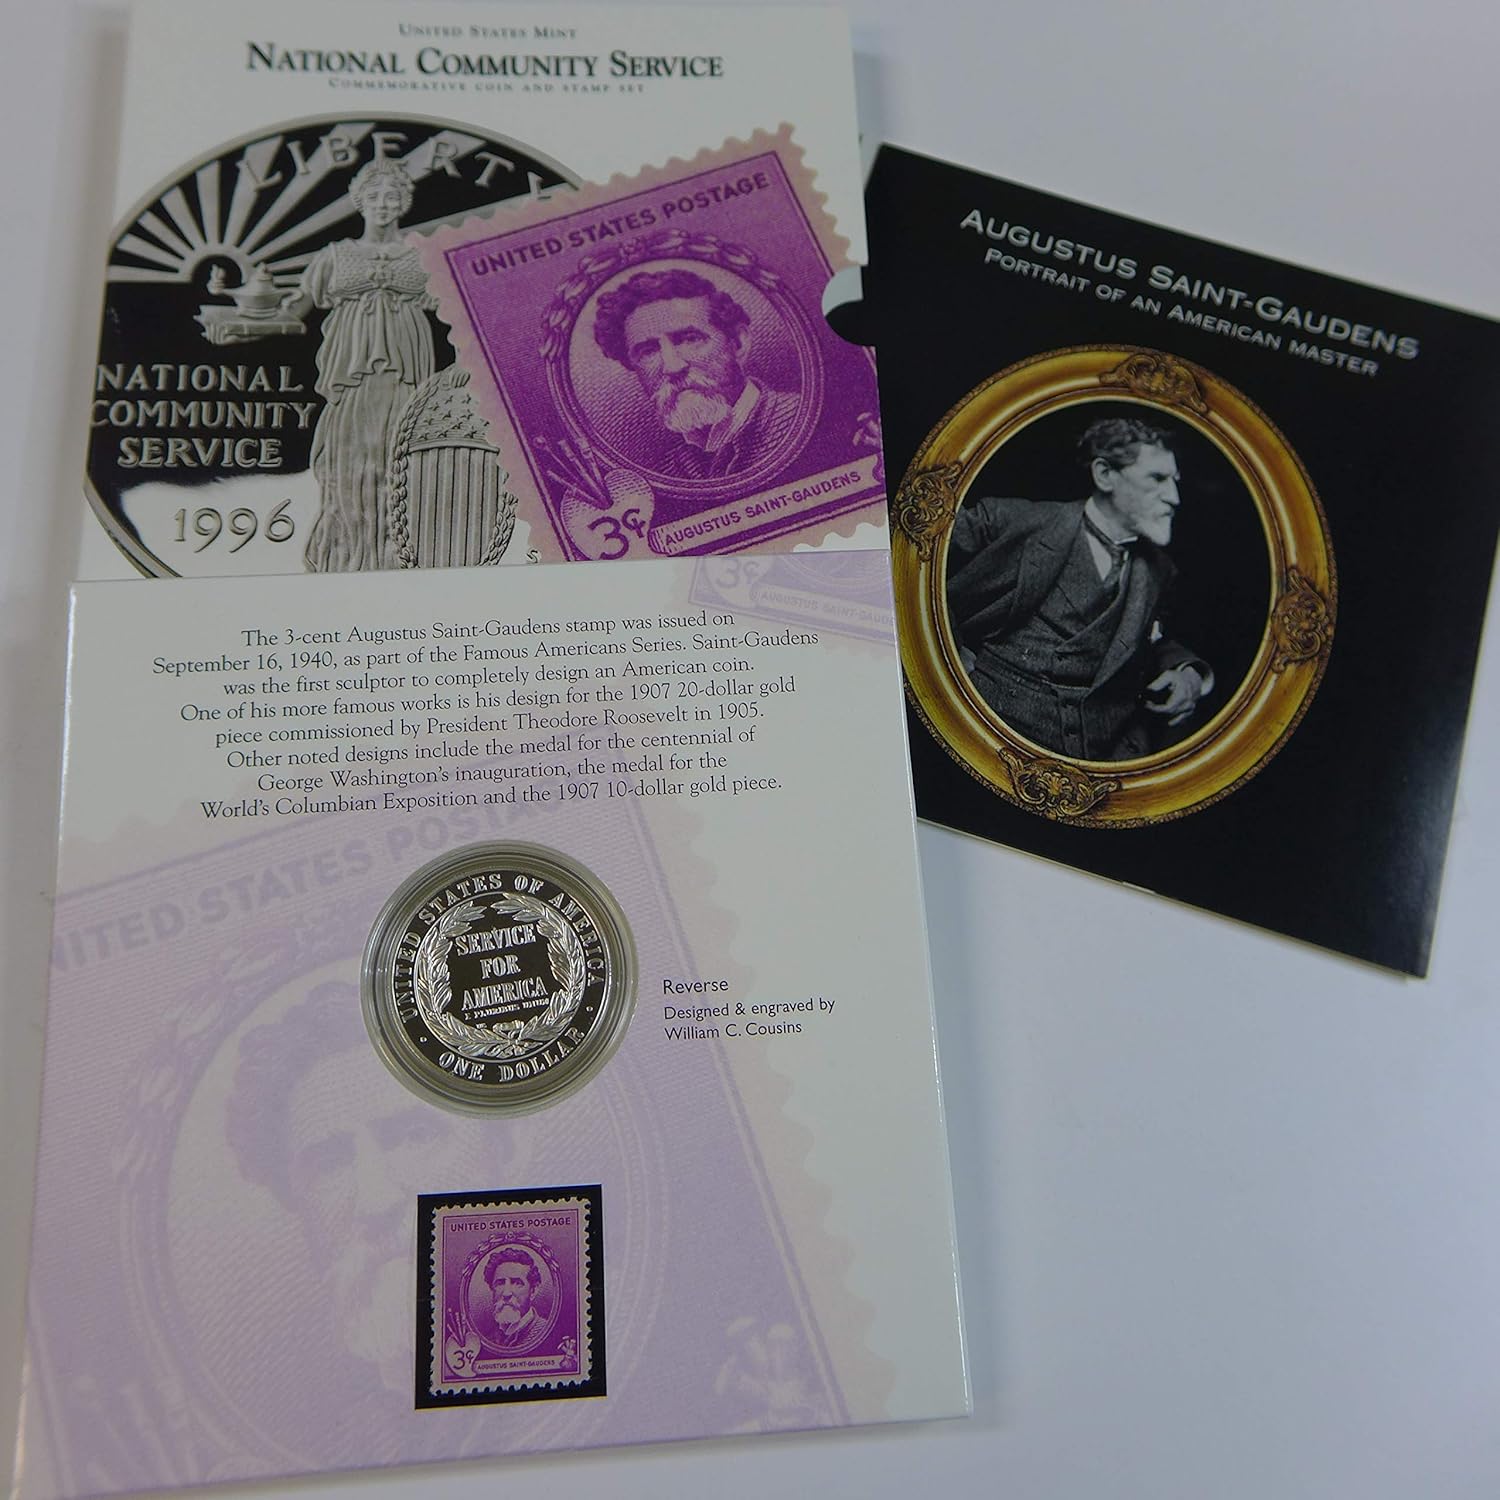 UNITED STATES MINT
NATIONAL COMMUNITY SERVICE
COMMEMORATIVE COIN AND STAMP SET
LIBERTY
NATIONAL
COMMUNITY
SERVICE
1996
S
UNITED STATES POSTAGE
3¢
AUGUSTUS SAINT-GAUDENS
AUGUSTUS SAINT-GAUDENS
PORTRAIT OF AN AMERICAN MASTER
3¢
AUGUSTUS SAINT-GAUDE
The 3-cent Augustus Saint-Gaudens stamp was issued on
September 16, 1940, as part of the Famous Americans Series. Saint-Gaudens
was the first sculptor to completely design an American coin.
One of his more famous works is his design for the 1907 20-dollar gold
piece commissioned by President Theodore Roosevelt in 1905.
Other noted designs include the medal for the centennial of
George Washington's inauguration, the medal for the
World's Columbian Exposition and the 1907 10-dollar gold piece.
NITED STATES POSTA
UNITED STATES OF AMERICA
SERVICE
FOR
AMERICA
E PLURIBUS UNUM
ONE DOLLAR
Reverse
Designed & engraved by
William C. Cousins
UNITED STATES POSTAGE
3¢
AUGUSTUS SAINT-GAUDENS